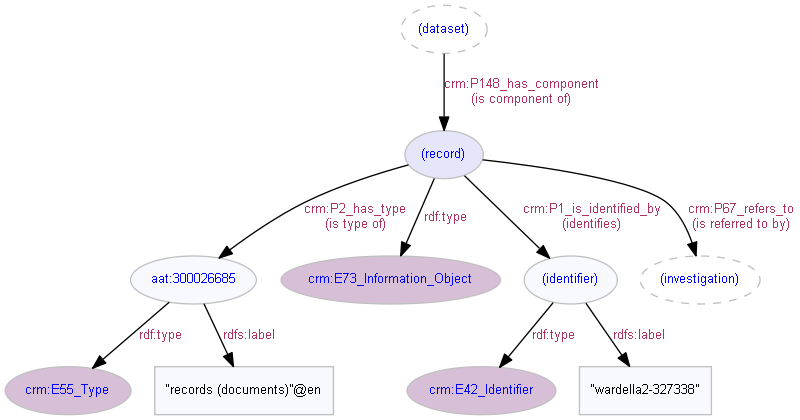 (dataset)
crm:P148_has_component
(is component of)
(record)
crm:P2_has_type
(is type of)
rdf:type
crm:P1_is_identified_by
(identifies)
crm:P67_refers_to
(is referred to by)
aat:300026685
crm:E73_Information_Object
(identifier)
(investigation)
rdf:type
rdfs:label
rdf:type
rdfs:label
crm:E55_Type
"records (documents)"@en
crm:E42_Identifier
"wardella2-327338"